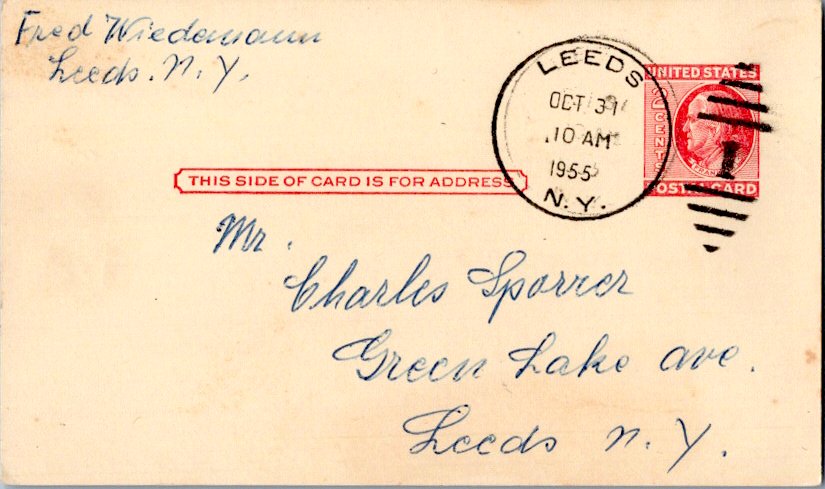 Fred Wiedemann
Leeds. N. Y.
LEEDS
OCT 31
10 AM
1955
N. Y.
UNITED STATES
2 CENTS
POSTAL CARD
THIS SIDE OF CARD IS FOR ADDRESS
Mr.
Charles Sporrer
Green Lake ave.
Leeds N. Y.